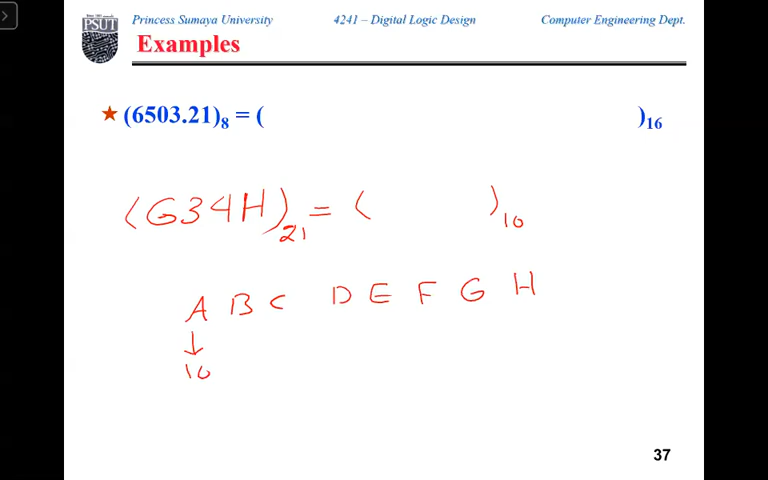 Princess Sumaya University 4241 – Digital Logic Design Computer Engineering Dept.
PSUT
Examples
★ (6503.21)8 = ( )16
(G34H)21 = ( )10
A B C D E F G H
↓
10
37